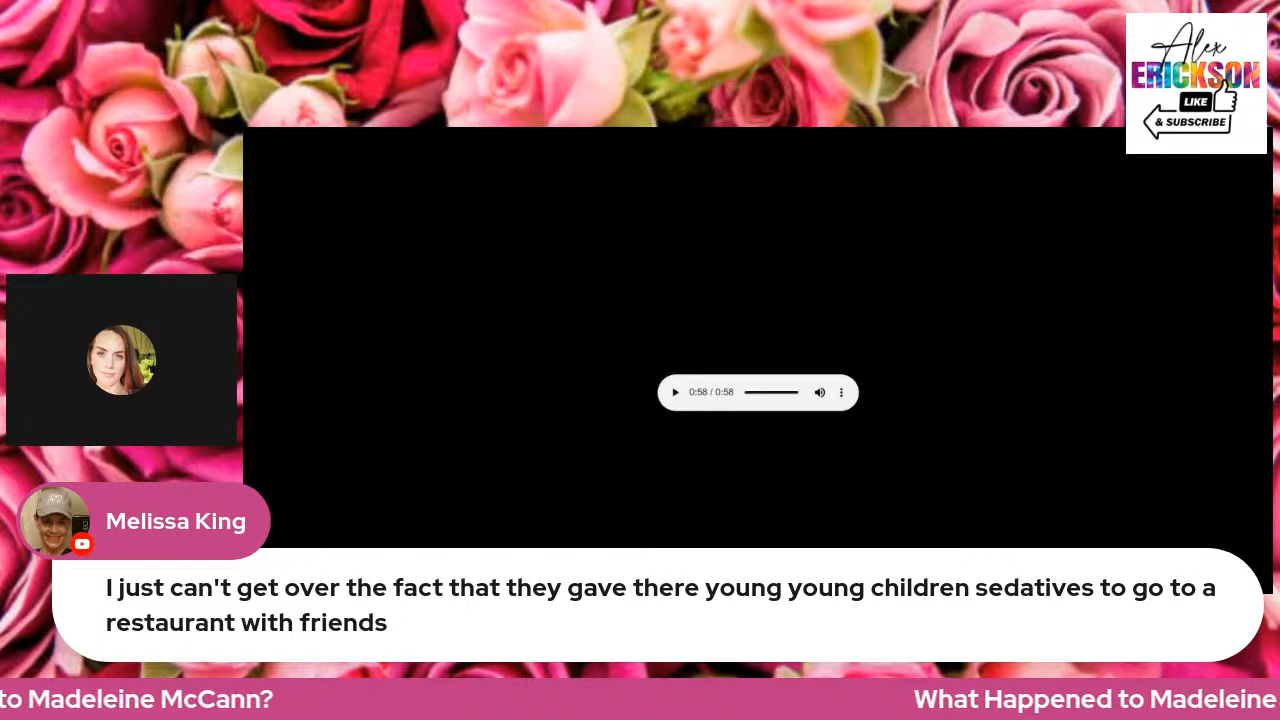 Alex
ERICKSON
LIKE
& SUBSCRIBE
0:58 / 0:58
Melissa King
I just can't get over the fact that they gave there young young children sedatives to go to a
restaurant with friends
to Madeleine McCann?
What Happened to Madeleine